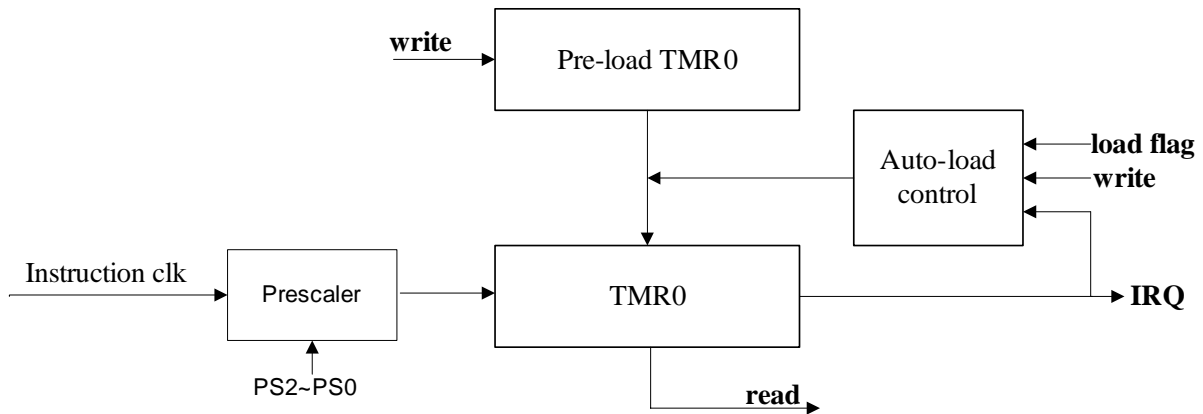 write
Pre-load TMR0
load flag
Auto-load
control
write
Instruction clk
Prescaler
TMR0
IRQ
PS2~PS0
read